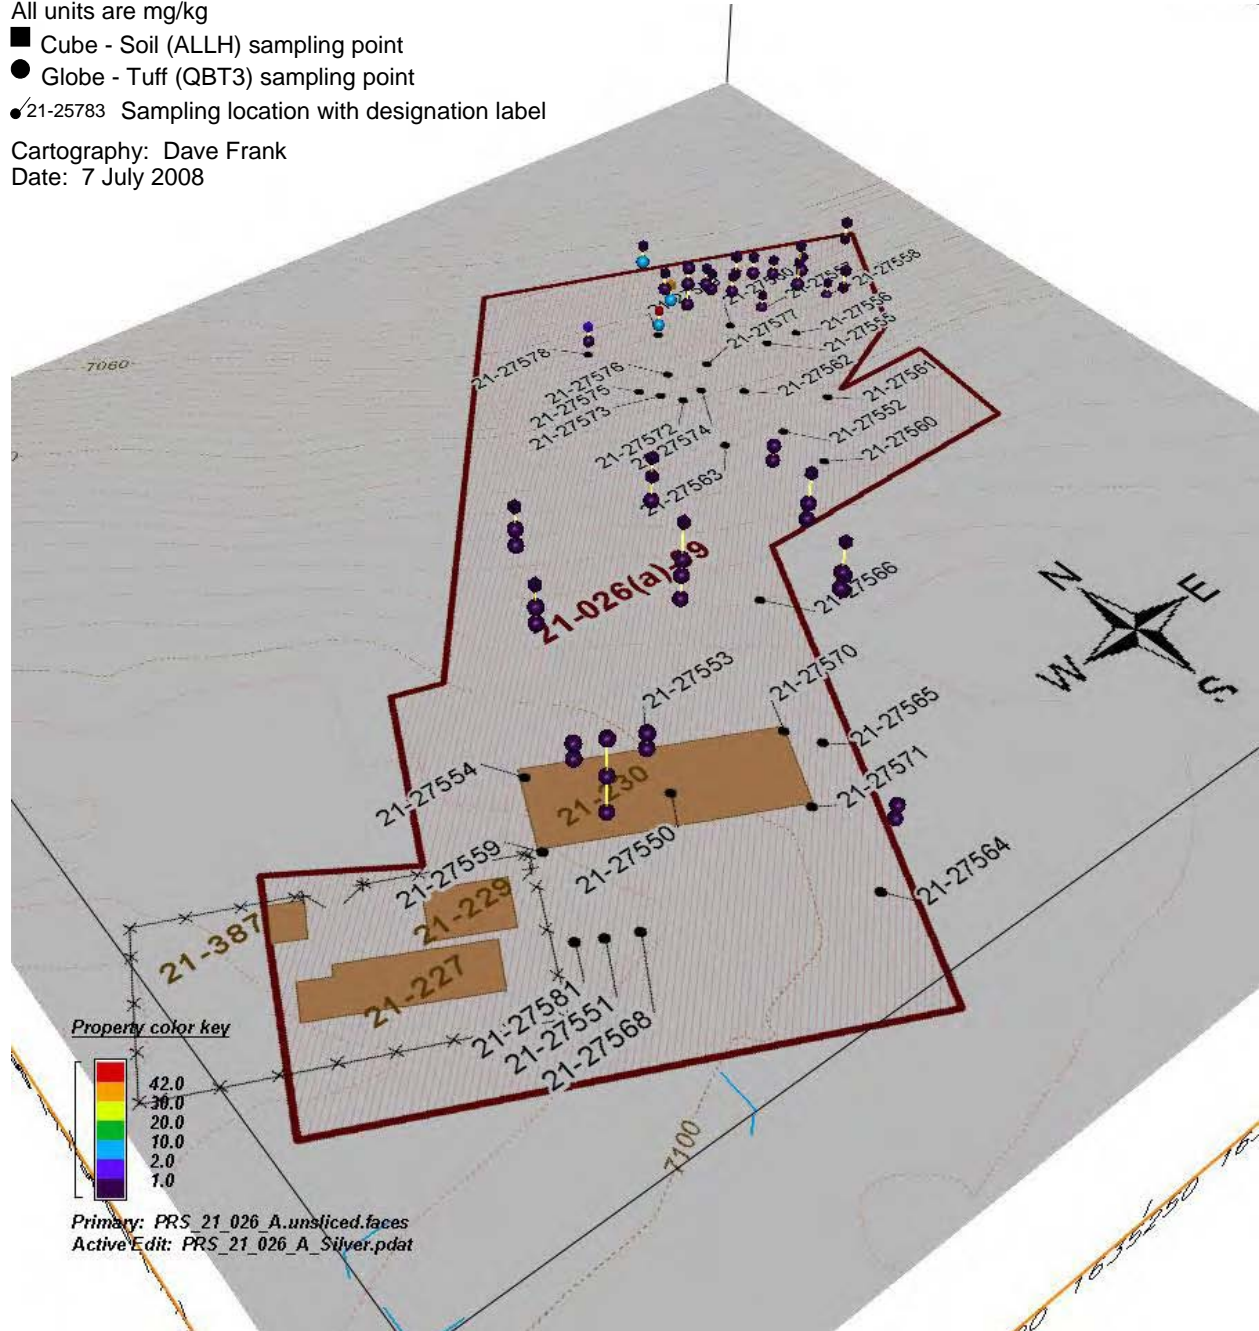 All units are mg/kg
Cube - Soil (ALLH) sampling point
Globe - Tuff (QBT3) sampling point
21-25783 Sampling location with designation label
Cartography: Dave Frank
Date: 7 July 2008
21-27558
21-27556
21-27555
21-27577
7060
21-27578
21-27576
21-27575
21-27573
21-27562
21-27561
21-27572
21-27574
21-27552
21-27560
21-27563
21-026(a)-99
21-27566
N
E
W
S
21-27553
21-27570
21-27565
21-27554
21-230
21-27571
21-27559
21-27550
21-27564
21-229
21-387
21-227
21-27581
21-27551
21-27568
7100
Property color key
42.0
30.0
20.0
10.0
2.0
1.0
Primary: PRS_21_026_A.unsliced.faces
Active Edit: PRS_21_026_A_Silver.pdat
1635250